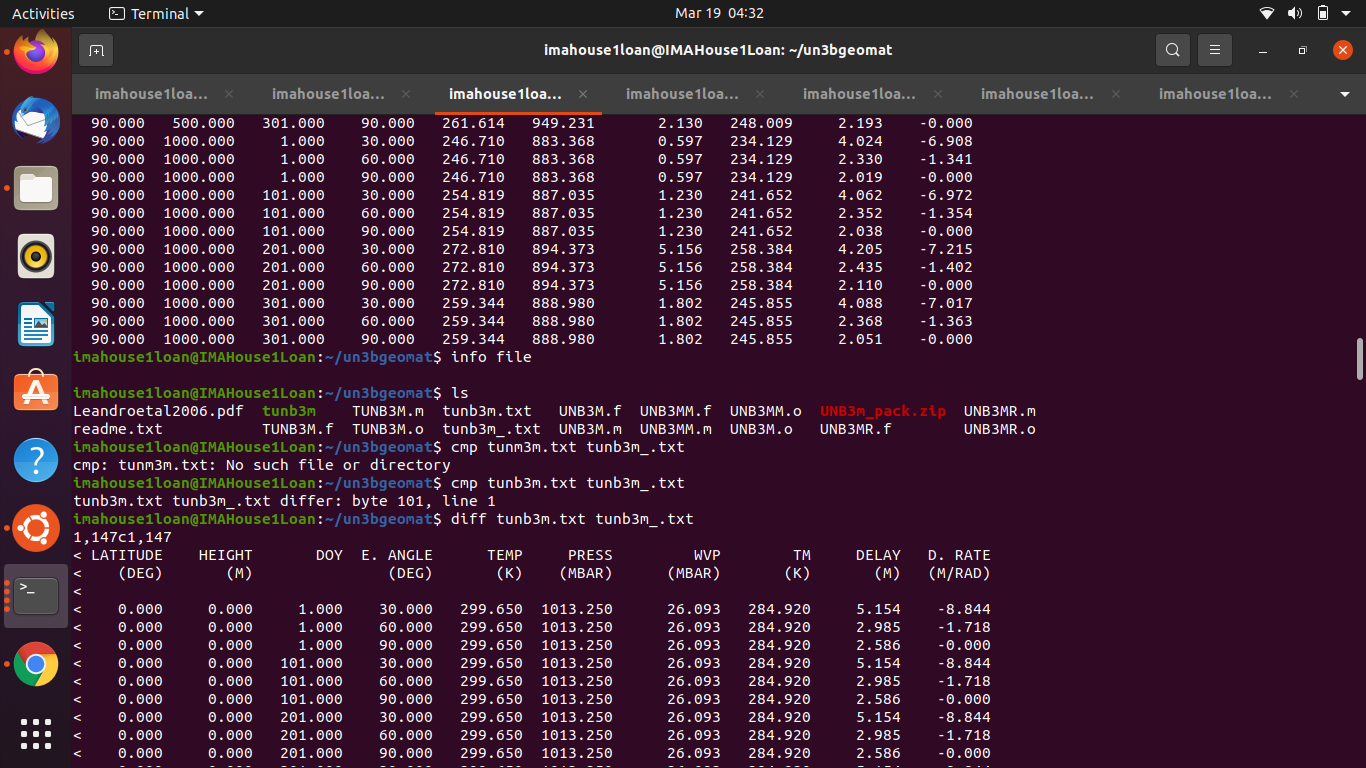 Activities Terminal Mar 19 04:32
imahouse1loan@IMAHouse1Loan: ~/un3bgeomat
imahouse1loa... imahouse1loa... imahouse1loa... imahouse1loa... imahouse1loa... imahouse1loa... imahouse1loa...
90.000 500.000 301.000 90.000 261.614 949.231 2.130 248.009 2.193 -0.000
90.000 1000.000 1.000 30.000 246.710 883.368 0.597 234.129 4.024 -6.908
90.000 1000.000 1.000 60.000 246.710 883.368 0.597 234.129 2.330 -1.341
90.000 1000.000 1.000 90.000 246.710 883.368 0.597 234.129 2.019 -0.000
90.000 1000.000 101.000 30.000 254.819 887.035 1.230 241.652 4.062 -6.972
90.000 1000.000 101.000 60.000 254.819 887.035 1.230 241.652 2.352 -1.354
90.000 1000.000 101.000 90.000 254.819 887.035 1.230 241.652 2.038 -0.000
90.000 1000.000 201.000 30.000 272.810 894.373 5.156 258.384 4.205 -7.215
90.000 1000.000 201.000 60.000 272.810 894.373 5.156 258.384 2.435 -1.402
90.000 1000.000 201.000 90.000 272.810 894.373 5.156 258.384 2.110 -0.000
90.000 1000.000 301.000 30.000 259.344 888.980 1.802 245.855 4.088 -7.017
90.000 1000.000 301.000 60.000 259.344 888.980 1.802 245.855 2.368 -1.363
90.000 1000.000 301.000 90.000 259.344 888.980 1.802 245.855 2.051 -0.000
imahouse1loan@IMAHouse1Loan:~/un3bgeomat$ info file
imahouse1loan@IMAHouse1Loan:~/un3bgeomat$ ls
Leandroetal2006.pdf tunb3m TUNB3M.m tunb3m.txt UNB3M.f UNB3MM.f UNB3MM.o UNB3m_pack.zip UNB3MR.m
readme.txt TUNB3M.f TUNB3M.o tunb3m_.txt UNB3M.m UNB3MM.m UNB3M.o UNB3MR.f UNB3MR.o
imahouse1loan@IMAHouse1Loan:~/un3bgeomat$ cmp tunm3m.txt tunb3m_.txt
cmp: tunm3m.txt: No such file or directory
imahouse1loan@IMAHouse1Loan:~/un3bgeomat$ cmp tunb3m.txt tunb3m_.txt
tunb3m.txt tunb3m_.txt differ: byte 101, line 1
imahouse1loan@IMAHouse1Loan:~/un3bgeomat$ diff tunb3m.txt tunb3m_.txt
1,147c1,147
< LATITUDE HEIGHT DOY E. ANGLE TEMP PRESS WVP TM DELAY D. RATE
< (DEG) (M) (DEG) (K) (MBAR) (MBAR) (K) (M) (M/RAD)
<
< 0.000 0.000 1.000 30.000 299.650 1013.250 26.093 284.920 5.154 -8.844
< 0.000 0.000 1.000 60.000 299.650 1013.250 26.093 284.920 2.985 -1.718
< 0.000 0.000 1.000 90.000 299.650 1013.250 26.093 284.920 2.586 -0.000
< 0.000 0.000 101.000 30.000 299.650 1013.250 26.093 284.920 5.154 -8.844
< 0.000 0.000 101.000 60.000 299.650 1013.250 26.093 284.920 2.985 -1.718
< 0.000 0.000 101.000 90.000 299.650 1013.250 26.093 284.920 2.586 -0.000
< 0.000 0.000 201.000 30.000 299.650 1013.250 26.093 284.920 5.154 -8.844
< 0.000 0.000 201.000 60.000 299.650 1013.250 26.093 284.920 2.985 -1.718
< 0.000 0.000 201.000 90.000 299.650 1013.250 26.093 284.920 2.586 -0.000